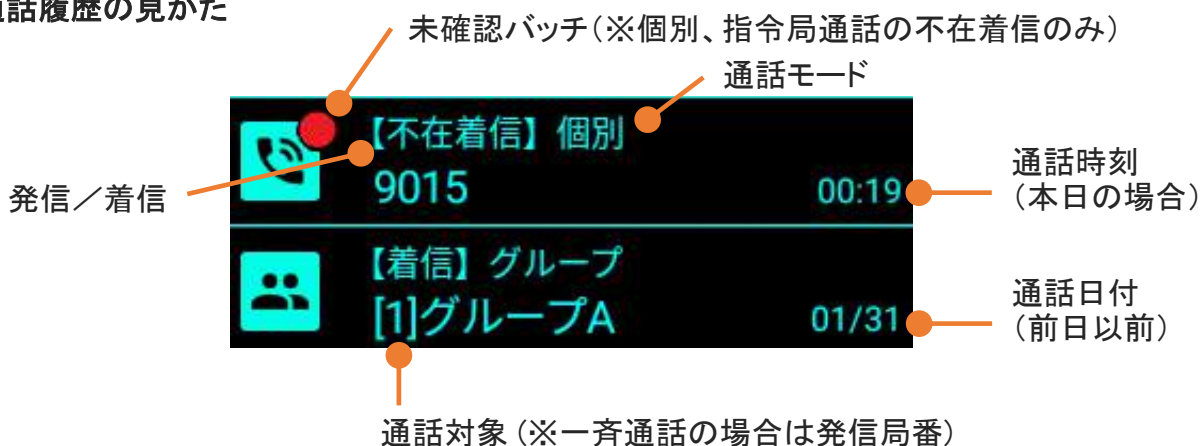 通話履歴の見かた
未確認バッチ(※個別、指令局通話の不在着信のみ)
通話モード
【不在着信】個別
9015
00:19
発信／着信
通話時刻
(本日の場合)
【着信】グループ
[1]グループA
01/31
通話日付
(前日以前)
通話対象(※一斉通話の場合は発信局番)